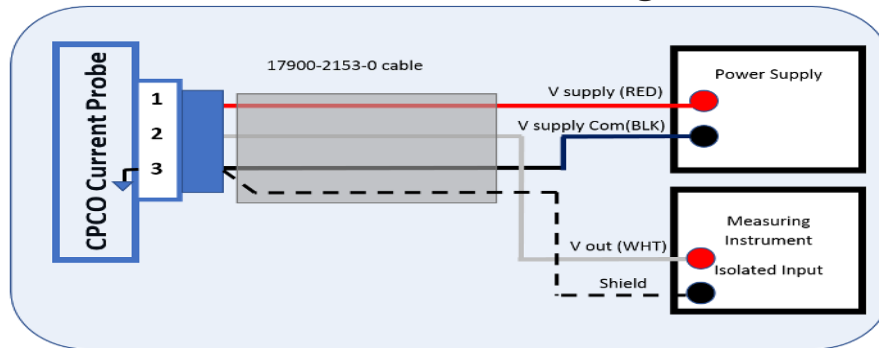 17900-2153-0 cable
CPCO Current Probe
1
2
3
V supply (RED)
V supply Com(BLK)
Power Supply
V out (WHT)
Shield
Measuring
Instrument
Isolated Input